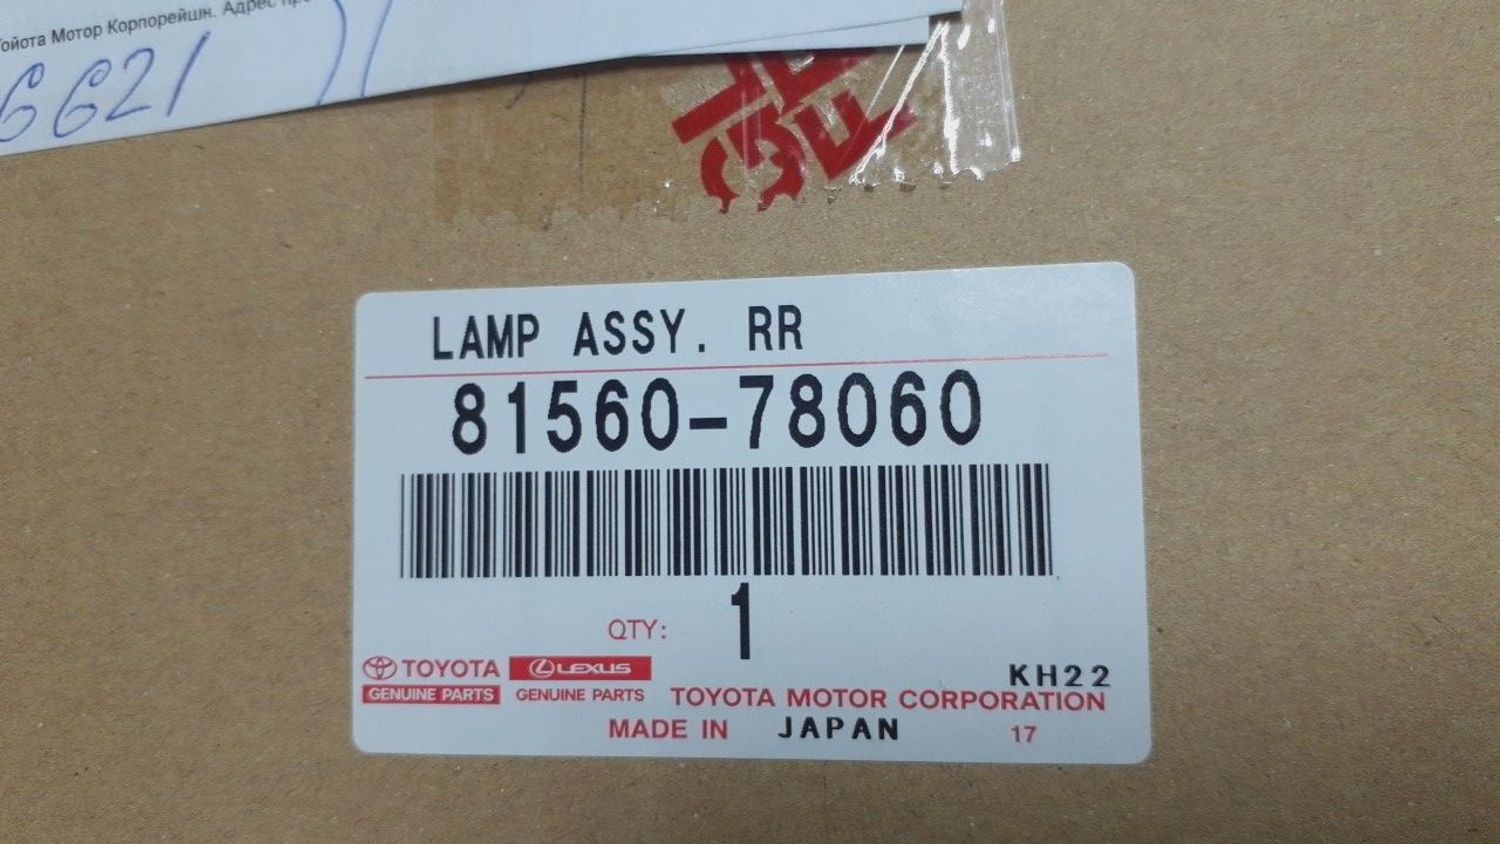 Тойота Мотор Корпорейшн. Адрес
6621
LAMP ASSY. RR
81560-78060
QTY: 1
TOYOTA LEXUS
KH22
GENUINE PARTS GENUINE PARTS TOYOTA MOTOR CORPORATION
MADE IN JAPAN 17